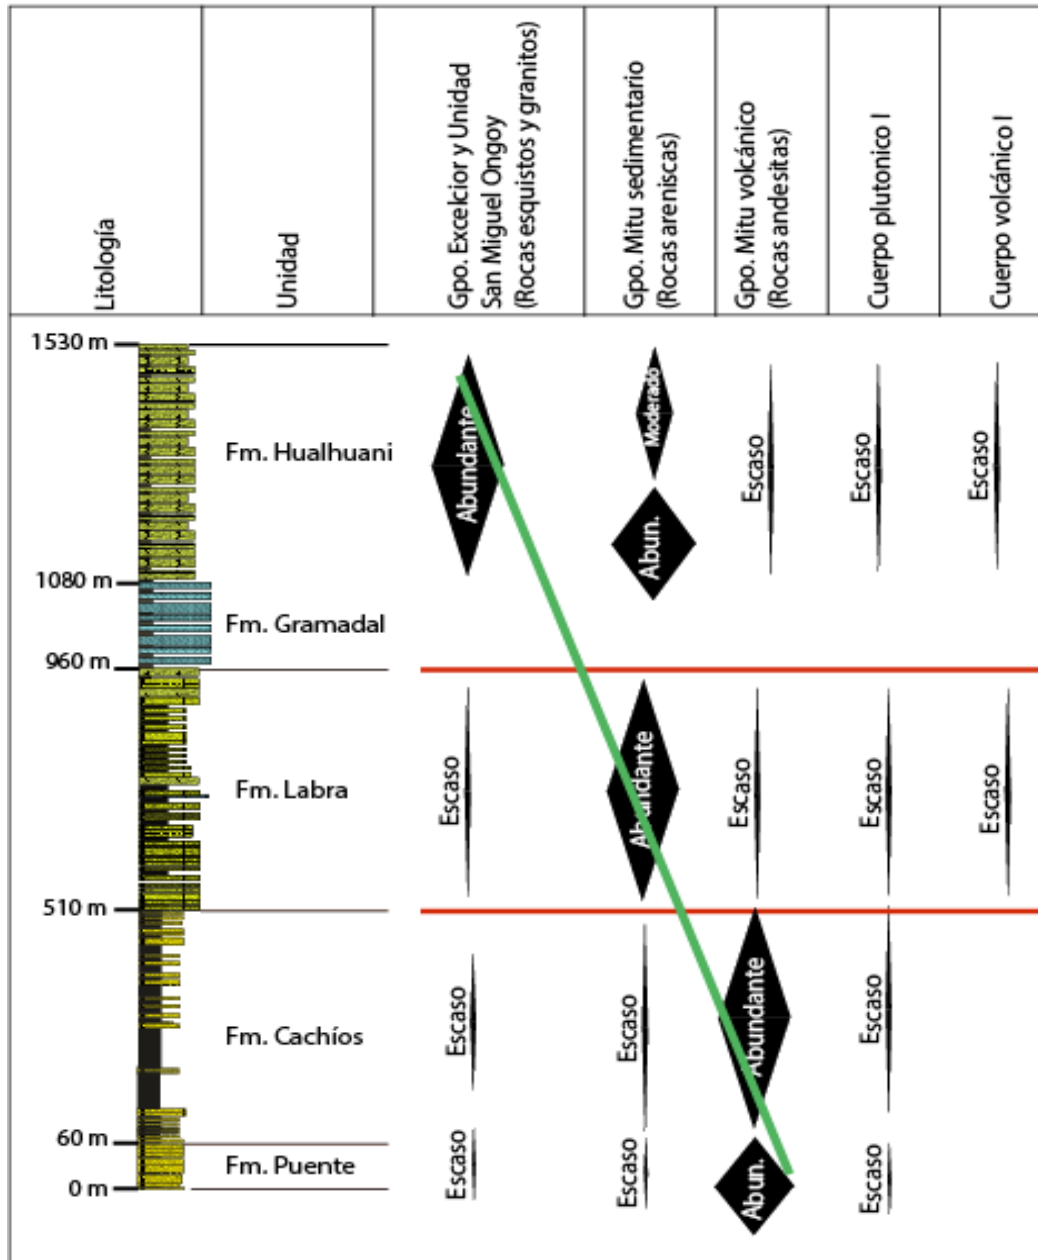 Litología
Unidad
Gpo. Excelcior y Unidad
San Miguel Ongoy
(Rocas esquistos y granitos)
Gpo. Mitu sedimentario
(Rocas areniscas)
Gpo. Mitu volcánico
(Rocas andesitas)
Cuerpo plutonico I
Cuerpo volcánico I
1530 m
Fm. Hualhuani
Abundante
Moderado
Abun.
Escaso
Escaso
Escaso
1080 m
Fm. Gramadal
960 m
Fm. Labra
Escaso
Abundante
Escaso
Escaso
Escaso
510 m
Fm. Cachíos
Escaso
Escaso
Abundante
Escaso
60 m
Fm. Puente
Escaso
Escaso
Abun.
Escaso
0 m